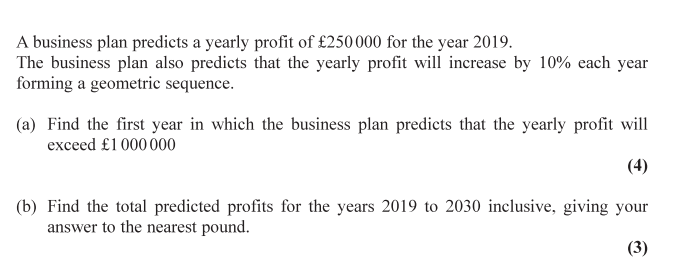 A business plan predicts a yearly profit of £250 000 for the year 2019.
The business plan also predicts that the yearly profit will increase by 10% each year
forming a geometric sequence.
(a) Find the first year in which the business plan predicts that the yearly profit will
exceed £1 000 000
(4)
(b) Find the total predicted profits for the years 2019 to 2030 inclusive, giving your
answer to the nearest pound.
(3)